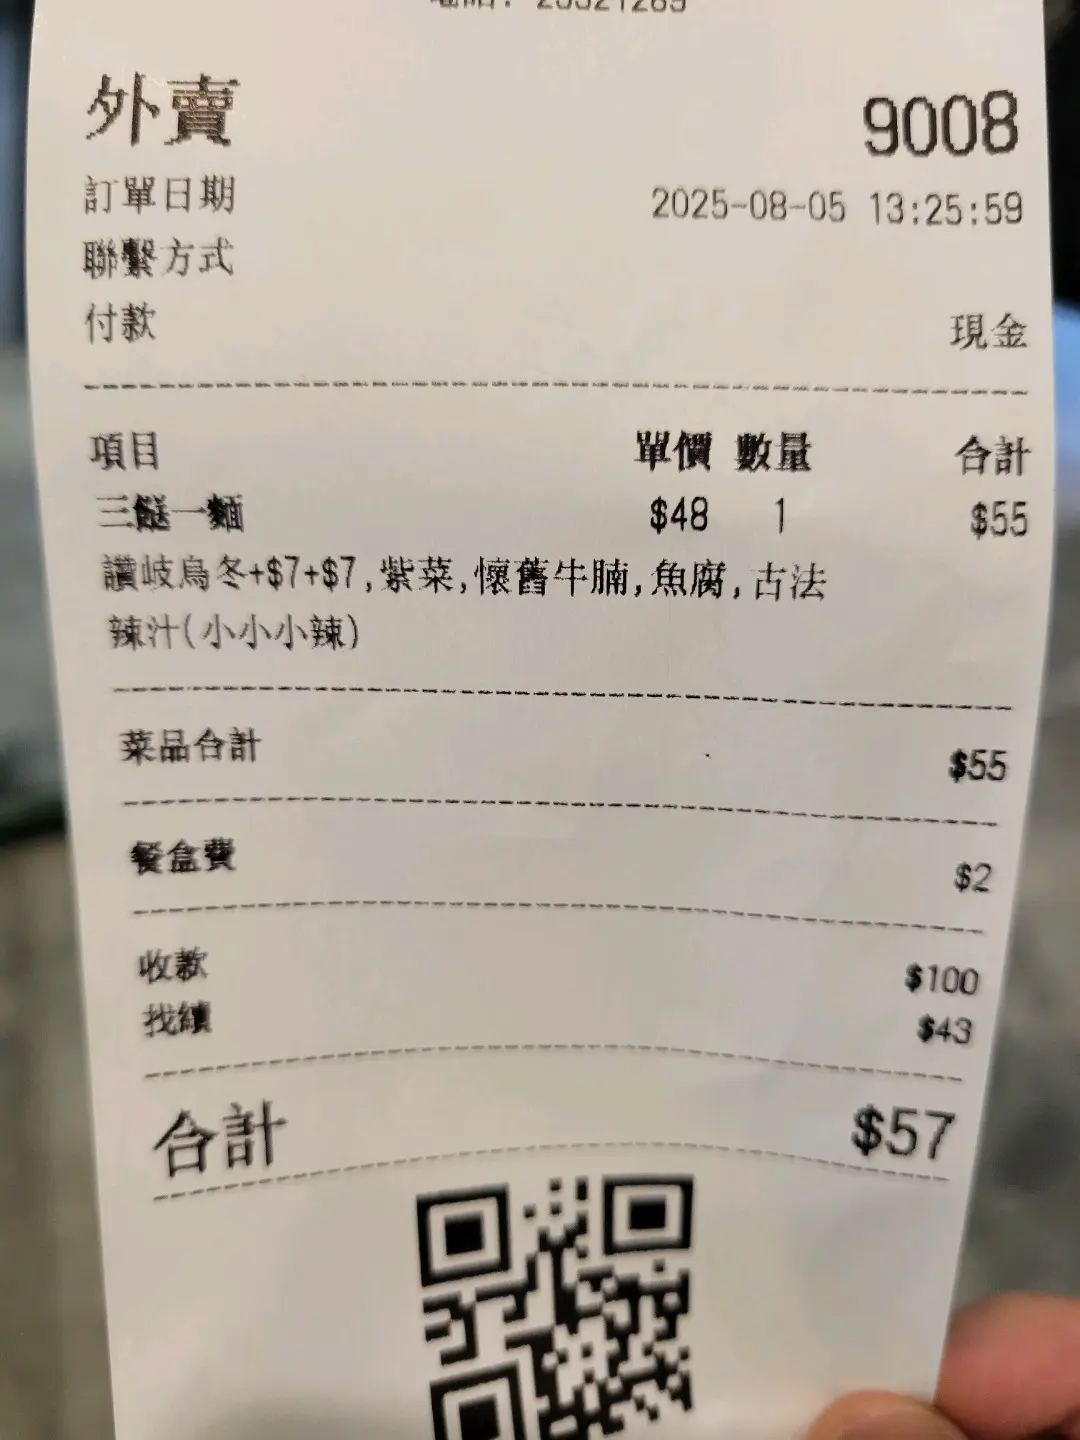 外賣 9008
訂單日期 2025-08-05 13:25:59
聯繫方式
付款 現金
項目 單價 數量 合計
三餸一麵 $48 1 $55
讚岐烏冬+$7+$7,紫菜,懷舊牛腩,魚腐,古法
辣汁(小小小辣)
菜品合計 $55
餐盒費 $2
收款 $100
找續 $43
合計 $57